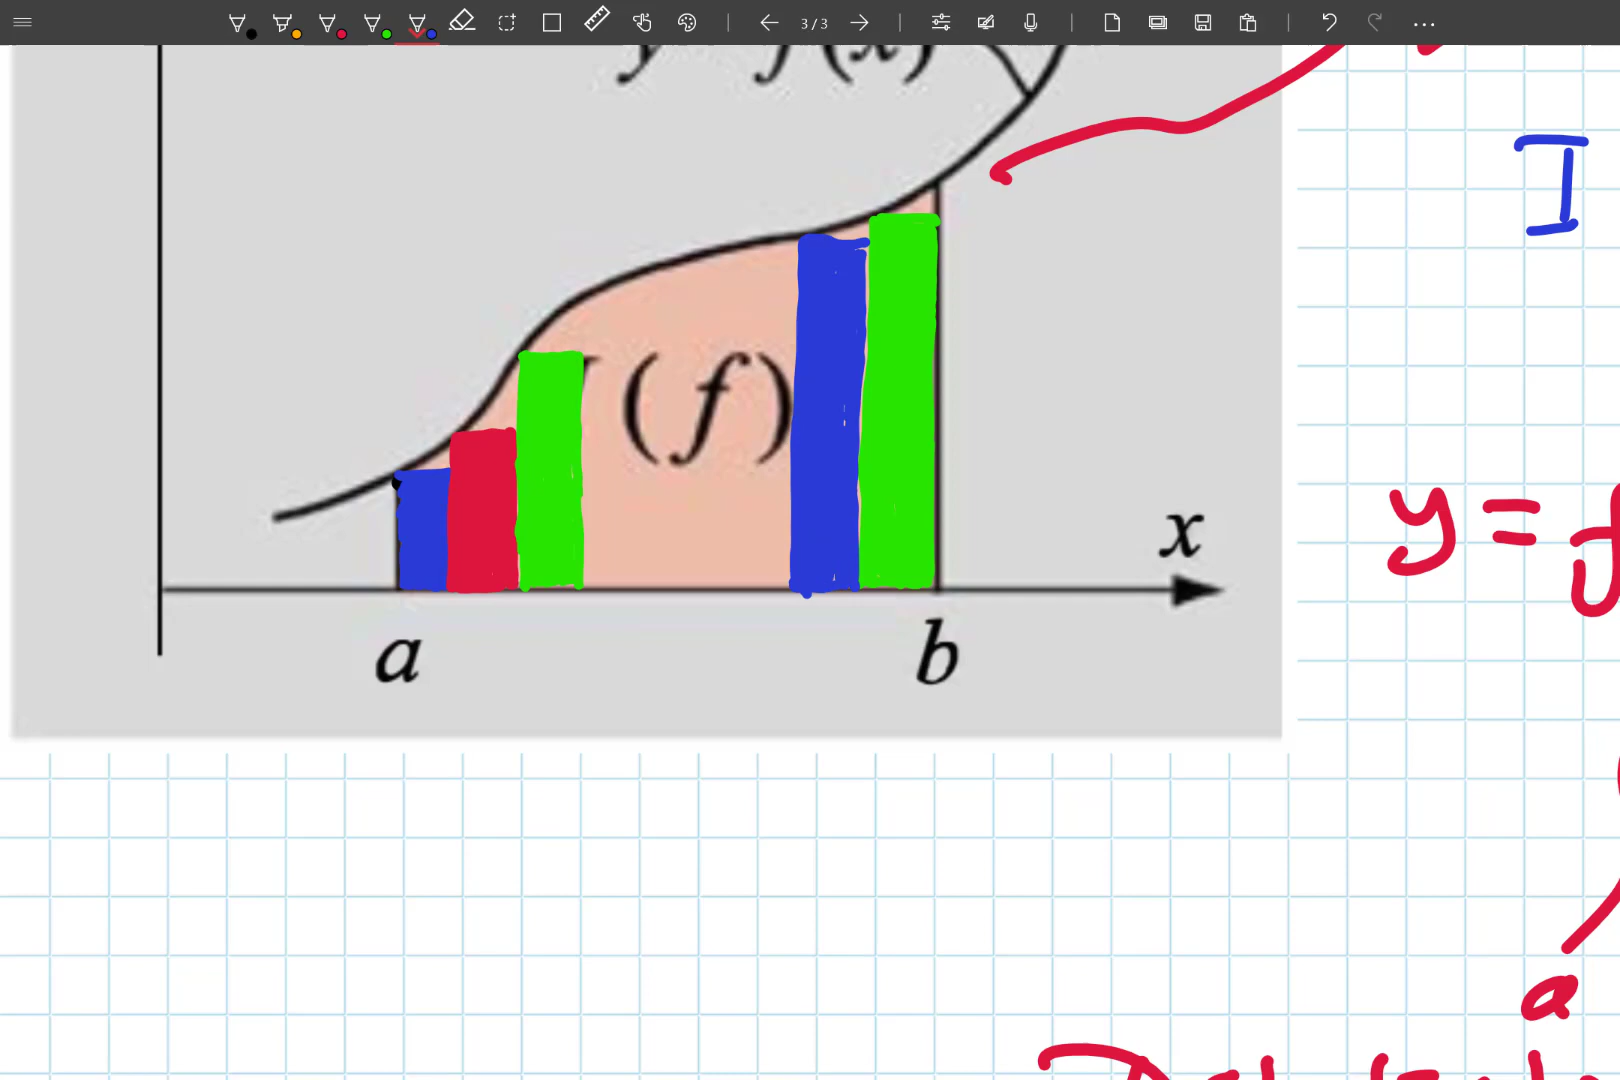 3/3
y = f(x)
I
(f)
y =
x
a b
a